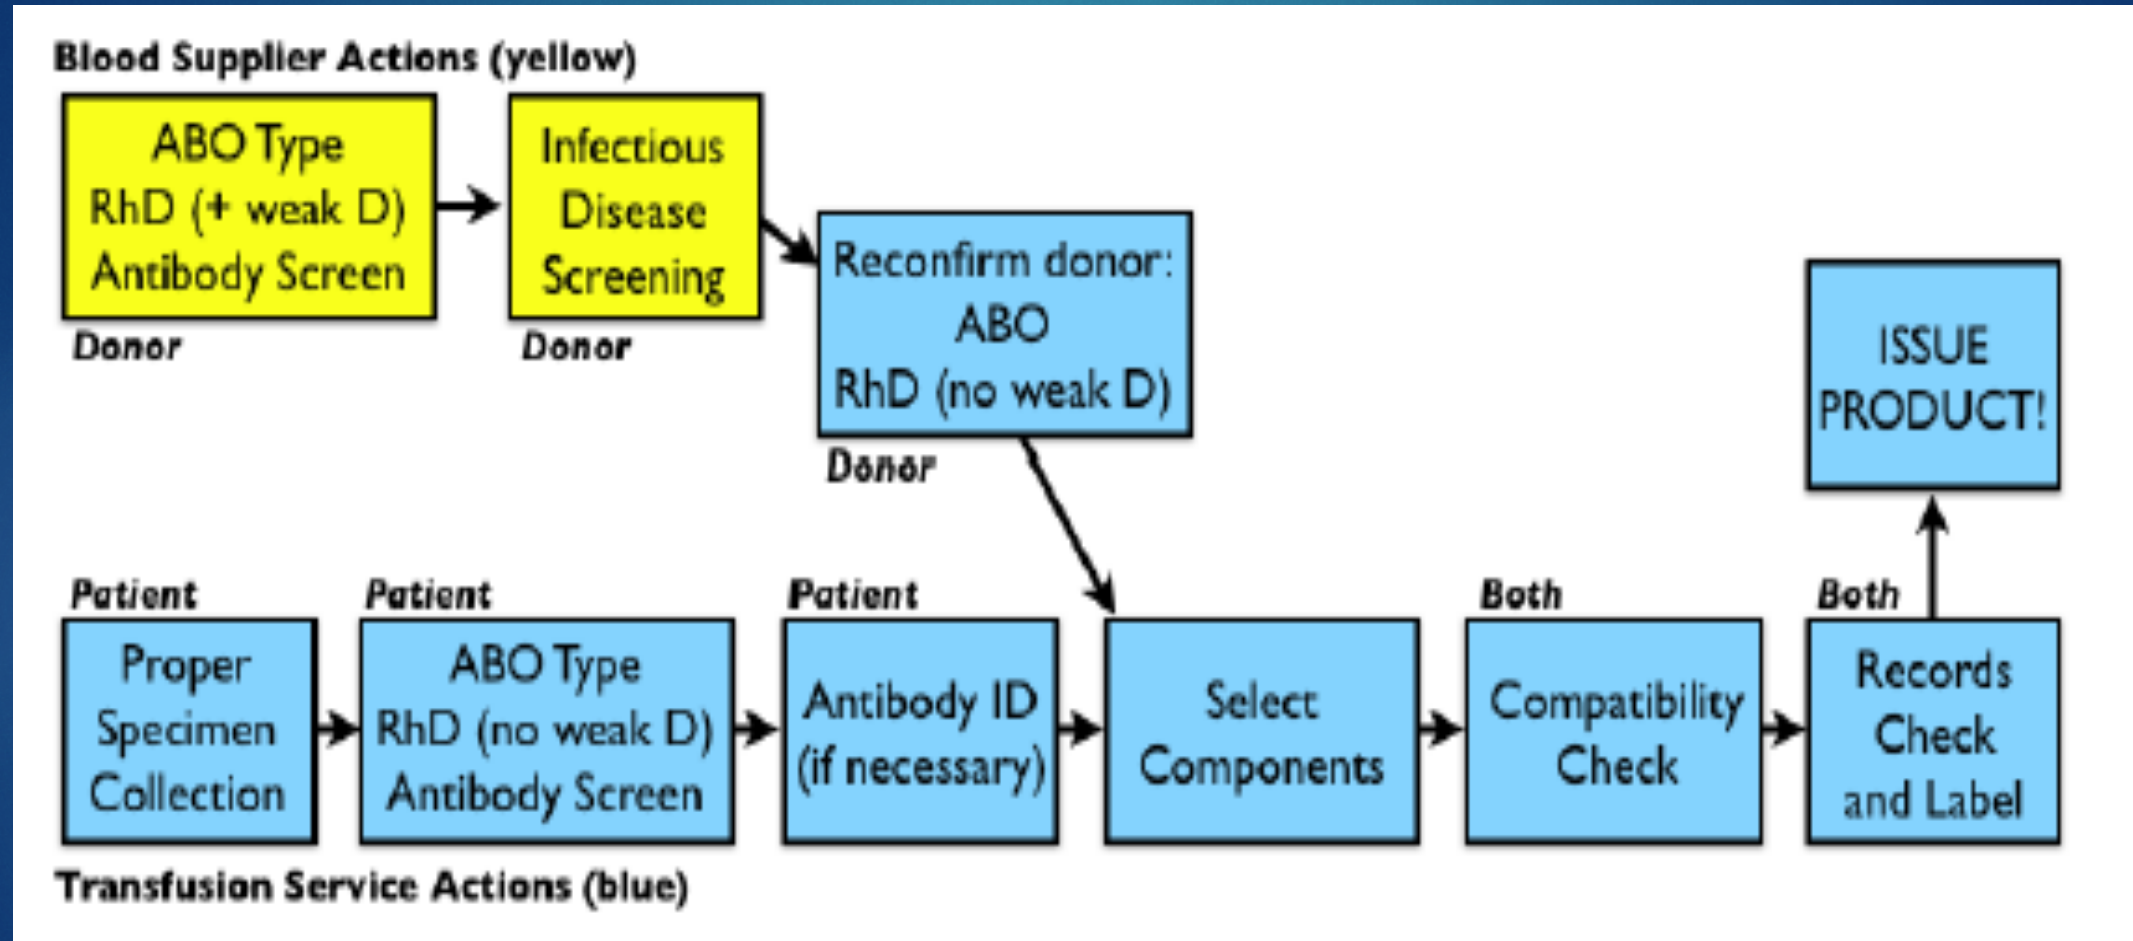 Blood Supplier Actions (yellow)
ABO Type
RhD (+ weak D)
Antibody Screen
Donor
Infectious
Disease
Screening
Donor
Reconfirm donor:
ABO
RhD (no weak D)
Donor
ISSUE
PRODUCT!
Patient
Proper
Specimen
Collection
Patient
ABO Type
RhD (no weak D)
Antibody Screen
Patient
Antibody ID
(if necessary)
Select
Components
Both
Compatibility
Check
Both
Records
Check
and Label
Transfusion Service Actions (blue)